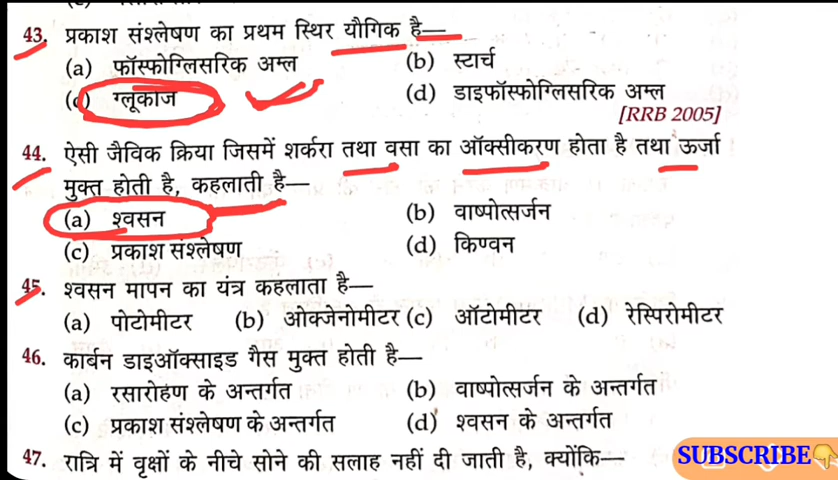 43. प्रकाश संश्लेषण का प्रथम स्थिर यौगिक है—
(a) फॉस्फोग्लिसरिक अम्ल (b) स्टार्च
(c) ग्लूकोज (d) डाइफॉस्फोग्लिसरिक अम्ल
[RRB 2005]
44. ऐसी जैविक क्रिया जिसमें शर्करा तथा वसा का ऑक्सीकरण होता है तथा ऊर्जा
मुक्त होती है, कहलाती है—
(a) श्वसन (b) वाष्पोत्सर्जन
(c) प्रकाश संश्लेषण (d) किण्वन
45. श्वसन मापन का यंत्र कहलाता है—
(a) पोटोमीटर (b) ओक्जेनोमीटर (c) ऑटोमीटर (d) रेस्पिरोमीटर
46. कार्बन डाइऑक्साइड गैस मुक्त होती है—
(a) रसारोहण के अन्तर्गत (b) वाष्पोत्सर्जन के अन्तर्गत
(c) प्रकाश संश्लेषण के अन्तर्गत (d) श्वसन के अन्तर्गत
47. रात्रि में वृक्षों के नीचे सोने की सलाह नहीं दी जाती है, क्योंकि—
SUBSCRIBE